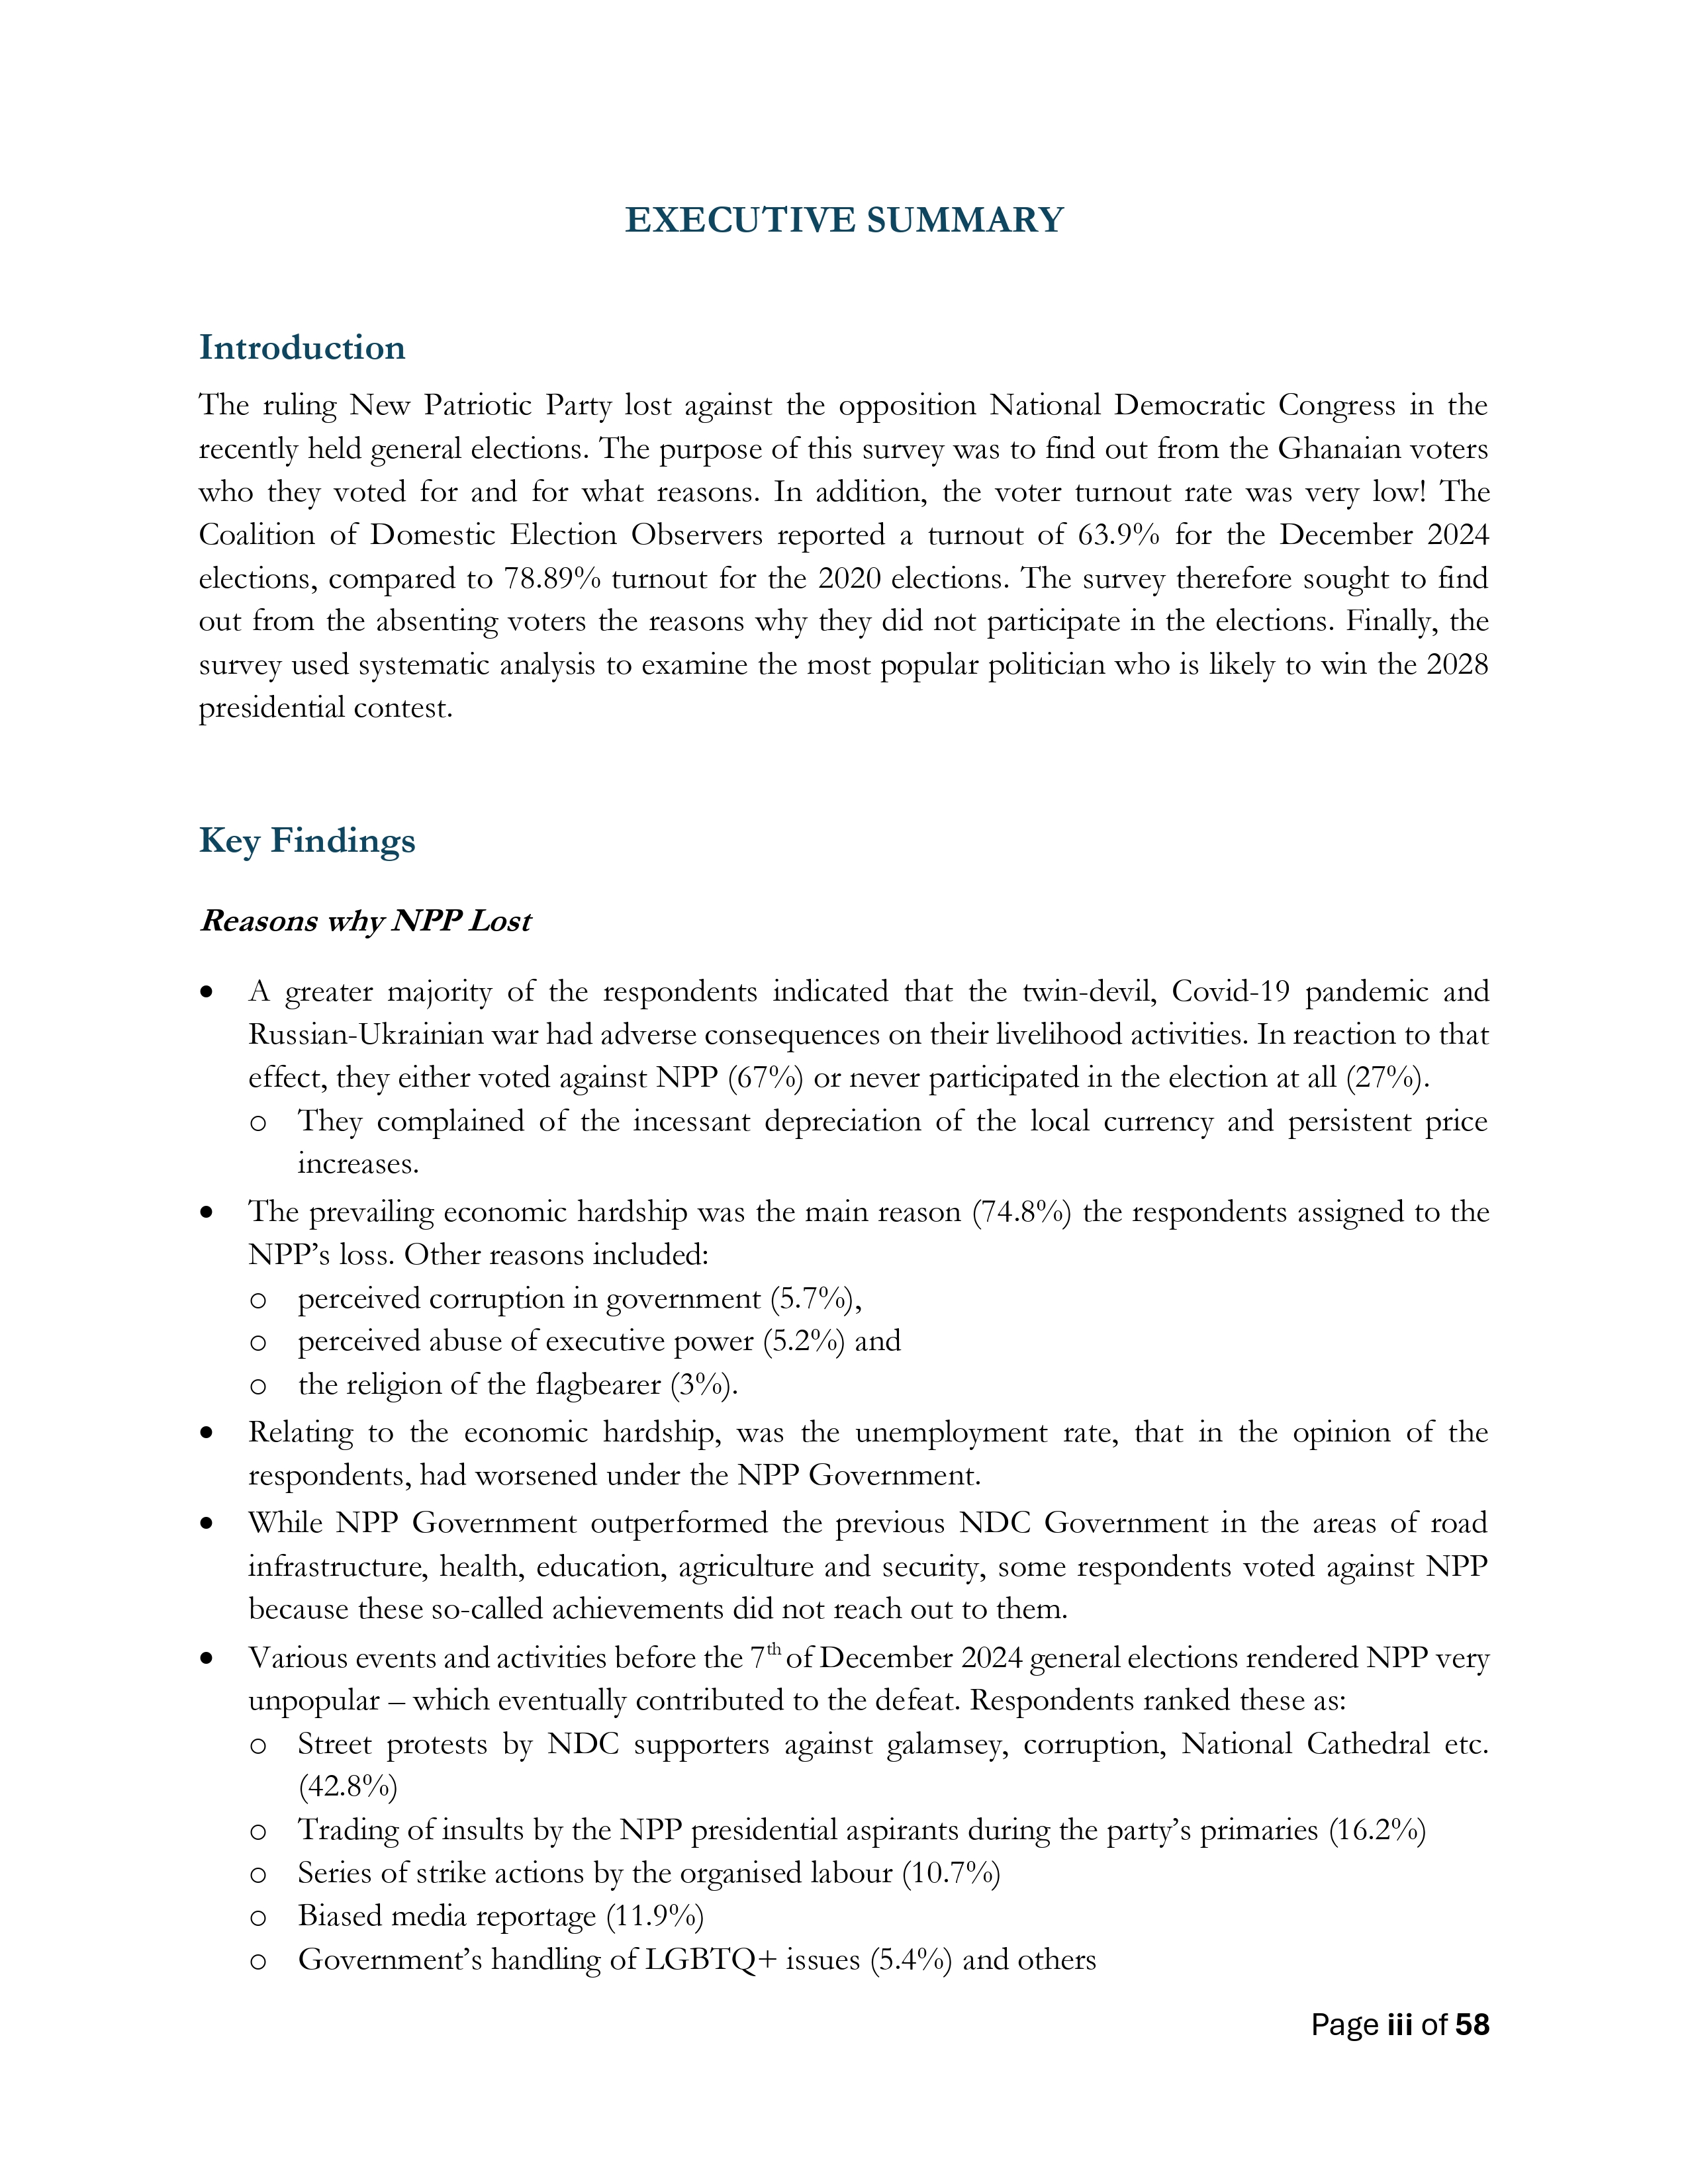 EXECUTIVE SUMMARY
Introduction
The ruling New Patriotic Party lost against the opposition National Democratic Congress in the
recently held general elections. The purpose of this survey was to find out from the Ghanaian voters
who they voted for and for what reasons. In addition, the voter turnout rate was very low! The
Coalition of Domestic Election Observers reported a turnout of 63.9% for the December 2024
elections, compared to 78.89% turnout for the 2020 elections. The survey therefore sought to find
out from the absenting voters the reasons why they did not participate in the elections. Finally, the
survey used systematic analysis to examine the most popular politician who is likely to win the 2028
presidential contest.
Key Findings
Reasons why NPP Lost
• A greater majority of the respondents indicated that the twin-devil, Covid-19 pandemic and
Russian-Ukrainian war had adverse consequences on their livelihood activities. In reaction to that
effect, they either voted against NPP (67%) or never participated in the election at all (27%).
o They complained of the incessant depreciation of the local currency and persistent price
increases.
• The prevailing economic hardship was the main reason (74.8%) the respondents assigned to the
NPP’s loss. Other reasons included:
o perceived corruption in government (5.7%),
o perceived abuse of executive power (5.2%) and
o the religion of the flagbearer (3%).
• Relating to the economic hardship, was the unemployment rate, that in the opinion of the
respondents, had worsened under the NPP Government.
• While NPP Government outperformed the previous NDC Government in the areas of road
infrastructure, health, education, agriculture and security, some respondents voted against NPP
because these so-called achievements did not reach out to them.
• Various events and activities before the 7th of December 2024 general elections rendered NPP very
unpopular – which eventually contributed to the defeat. Respondents ranked these as:
o Street protests by NDC supporters against galamsey, corruption, National Cathedral etc.
(42.8%)
o Trading of insults by the NPP presidential aspirants during the party’s primaries (16.2%)
o Series of strike actions by the organised labour (10.7%)
o Biased media reportage (11.9%)
o Government’s handling of LGBTQ+ issues (5.4%) and others
Page iii of 58